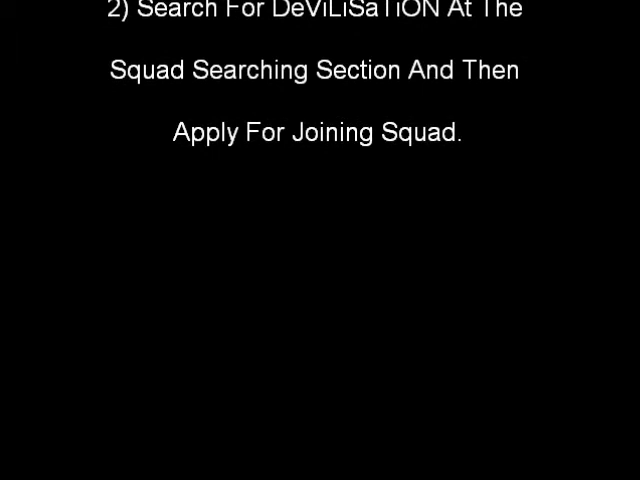 2) Search For DeViLiSaTiON At The
Squad Searching Section And Then
Apply For Joining Squad.